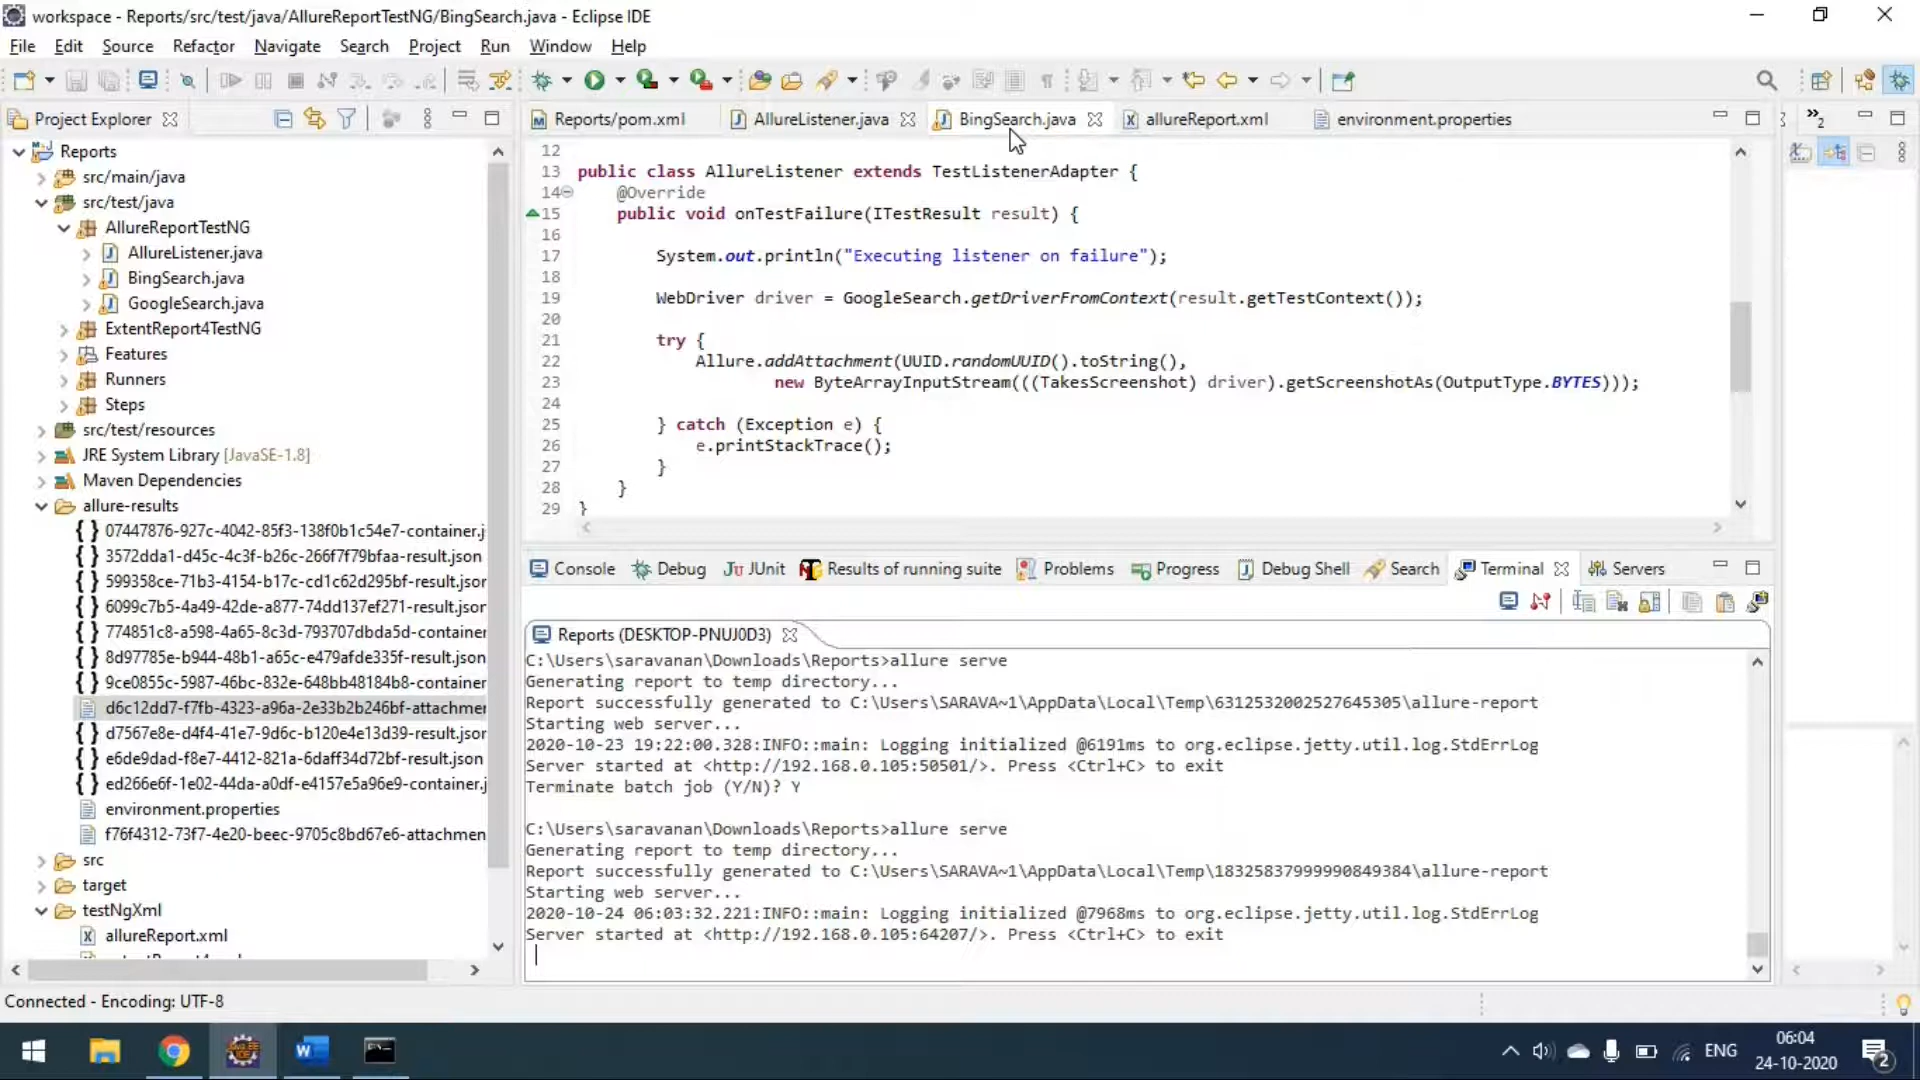 workspace - Reports/src/test/java/AllureReportTestNG/BingSearch.java - Eclipse IDE
File Edit Source Refactor Navigate Search Project Run Window Help
Project Explorer
Reports/pom.xml AllureListener.java BingSearch.java allureReport.xml environment.properties
2
Reports
src/main/java
src/test/java
AllureReportTestNG
AllureListener.java
BingSearch.java
GoogleSearch.java
ExtentReport4TestNG
Features
Runners
Steps
src/test/resources
JRE System Library [JavaSE-1.8]
Maven Dependencies
allure-results
07447876-927c-4042-85f3-138f0b1c54e7-container.j
3572dda1-d45c-4c3f-b26c-266f7f79bfaa-result.json
599358ce-71b3-4154-b17c-cd1c62d295bf-result.jsor
6099c7b5-4a49-42de-a877-74dd137ef271-result.jsor
774851c8-a598-4a65-8c3d-793707dbda5d-container
8d97785e-b944-48b1-a65c-e479afde335f-result.json
9ce0855c-5987-46bc-832e-648bb48184b8-container
d6c12dd7-f7fb-4323-a96a-2e33b2b246bf-attachmer
d7567e8e-d4f4-41e7-9d6c-b120e4e13d39-result.jsor
e6de9dad-f8e7-4412-821a-6daff34d72bf-result.json
ed266e6f-1e02-44da-a0df-e4157e5a96e9-container.j
environment.properties
f76f4312-73f7-4e20-beec-9705c8bd67e6-attachmen
src
target
testNgXml
allureReport.xml
12
13 public class AllureListener extends TestListenerAdapter {
14 @Override
15 public void onTestFailure(ITestResult result) {
16
17 System.out.println("Executing listener on failure");
18
19 WebDriver driver = GoogleSearch.getDriverFromContext(result.getTestContext());
20
21 try {
22 Allure.addAttachment(UUID.randomUUID().toString(),
23 new ByteArrayInputStream(((TakesScreenshot) driver).getScreenshotAs(OutputType.BYTES)));
24
25 } catch (Exception e) {
26 e.printStackTrace();
27 }
28 }
29 }
Console Debug Ju JUnit Results of running suite Problems Progress Debug Shell Search Terminal Servers
Reports (DESKTOP-PNUJ0D3)
C:\Users\saravanan\Downloads\Reports>allure serve
Generating report to temp directory...
Report successfully generated to C:\Users\SARAVA~1\AppData\Local\Temp\6312532002527645305\allure-report
Starting web server...
2020-10-23 19:22:00.328:INFO::main: Logging initialized @6191ms to org.eclipse.jetty.util.log.StdErrLog
Server started at <http://192.168.0.105:50501/>. Press <Ctrl+C> to exit
Terminate batch job (Y/N)? Y
C:\Users\saravanan\Downloads\Reports>allure serve
Generating report to temp directory...
Report successfully generated to C:\Users\SARAVA~1\AppData\Local\Temp\18325837999990849384\allure-report
Starting web server...
2020-10-24 06:03:32.221:INFO::main: Logging initialized @7968ms to org.eclipse.jetty.util.log.StdErrLog
Server started at <http://192.168.0.105:64207/>. Press <Ctrl+C> to exit
Connected - Encoding: UTF-8
ENG
06:04
24-10-2020
2